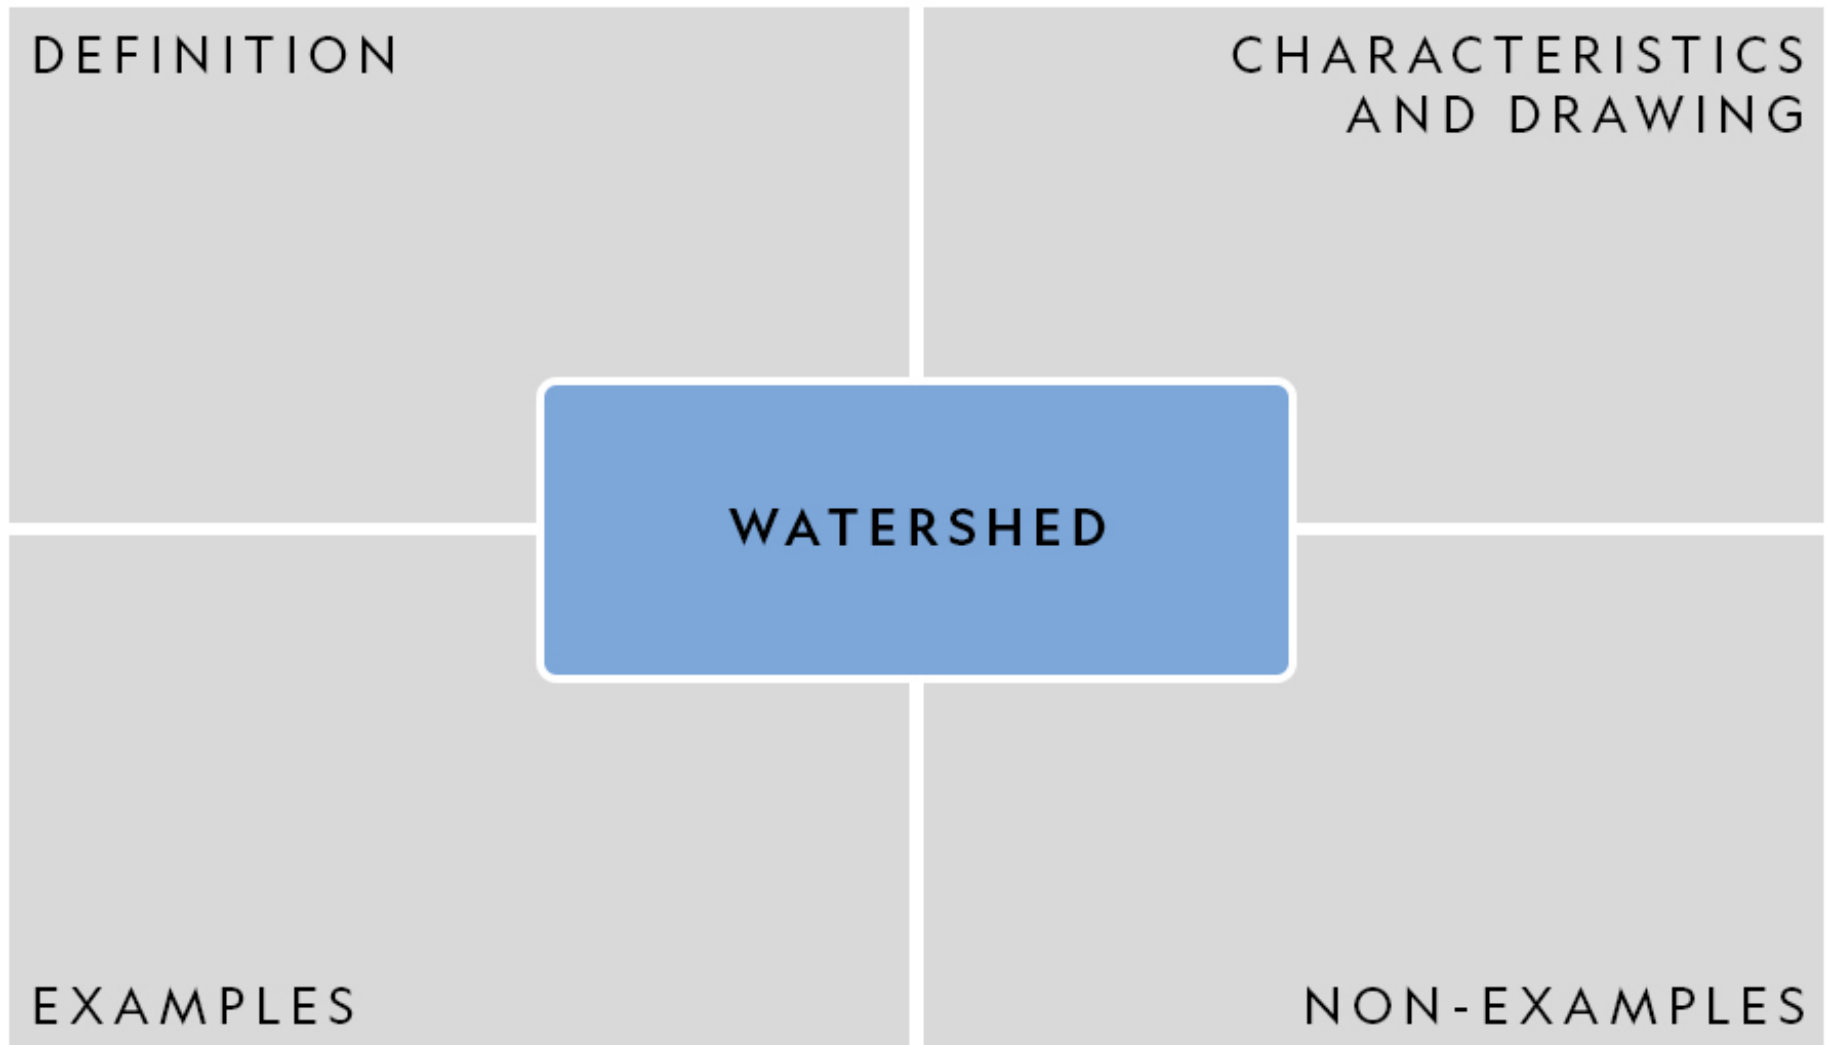 DEFINITION
CHARACTERISTICS
AND DRAWING
WATERSHED
EXAMPLES
NON-EXAMPLES